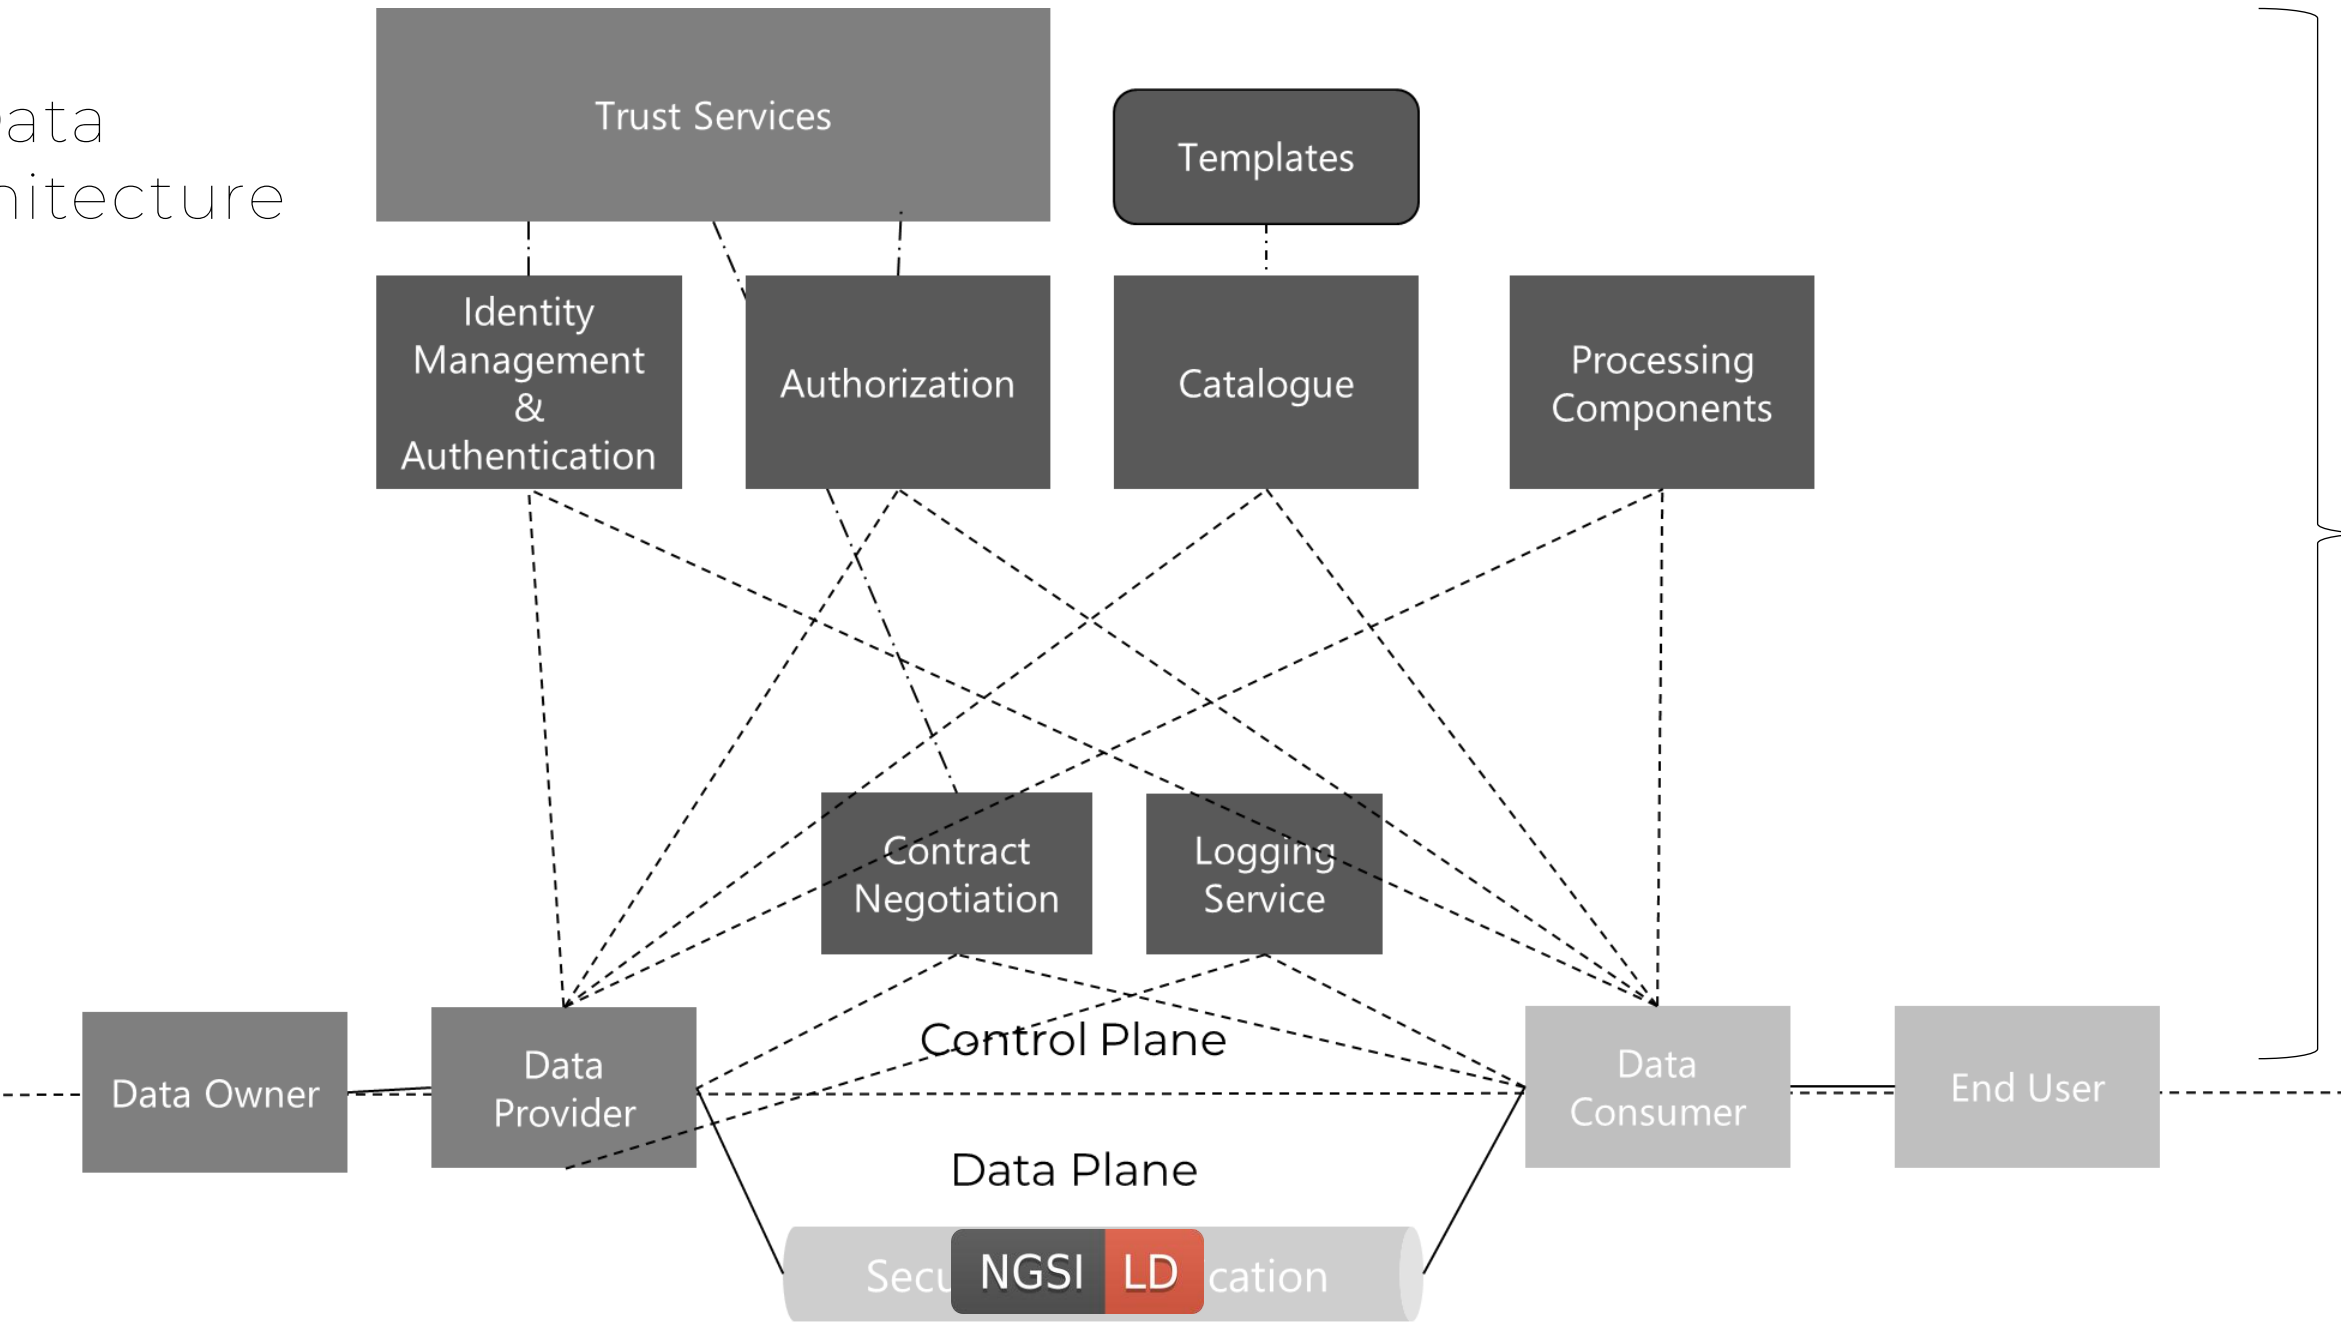 ata
hitecture
Trust Services
Templates
Identity
Management
&
Authentication
Authorization
Catalogue
Processing
Components
Contract
Negotiation
Logging
Service
Control Plane
Data Owner
Data
Provider
Data
Consumer
End User
Data Plane
Secu NGSI LD cation